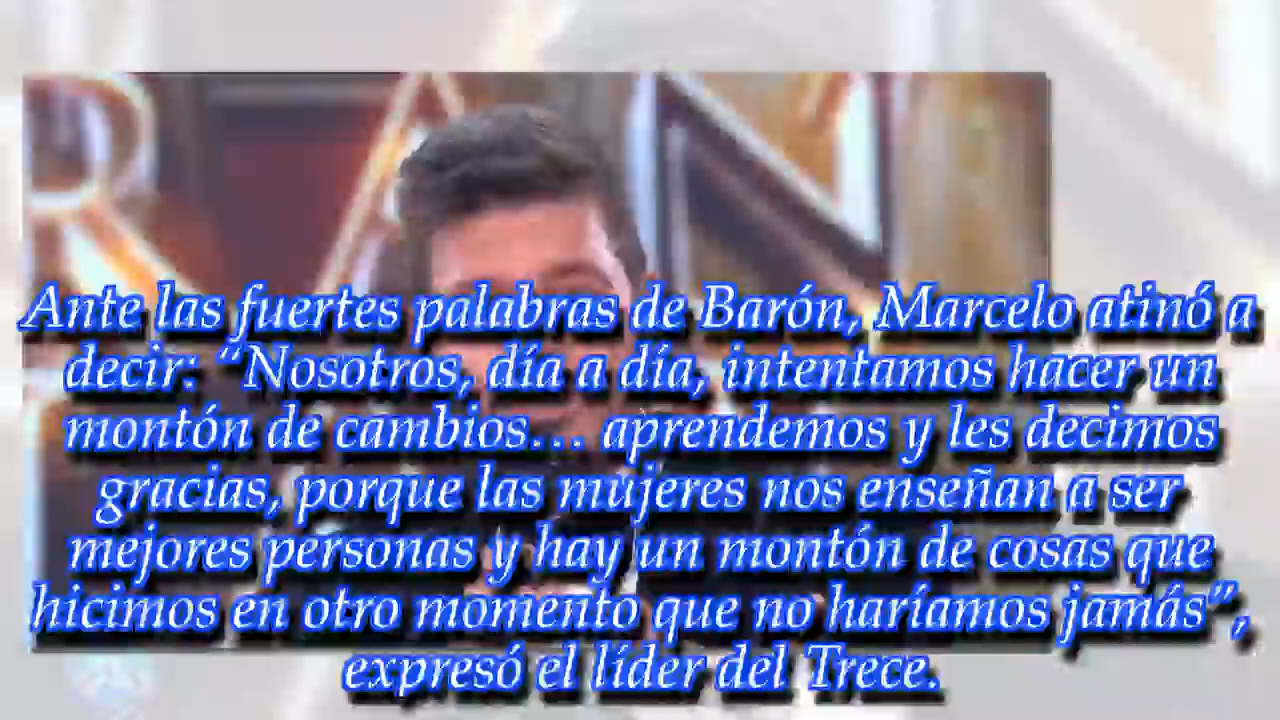 Ante las fuertes palabras de Barón, Marcelo atinó a
decir: “Nosotros, día a día, intentamos hacer un
montón de cambios… aprendemos y les decimos
gracias, porque las mujeres nos enseñan a ser
mejores personas y hay un montón de cosas que
hicimos en otro momento que no haríamos jamás”,
expresó el líder del Trece.